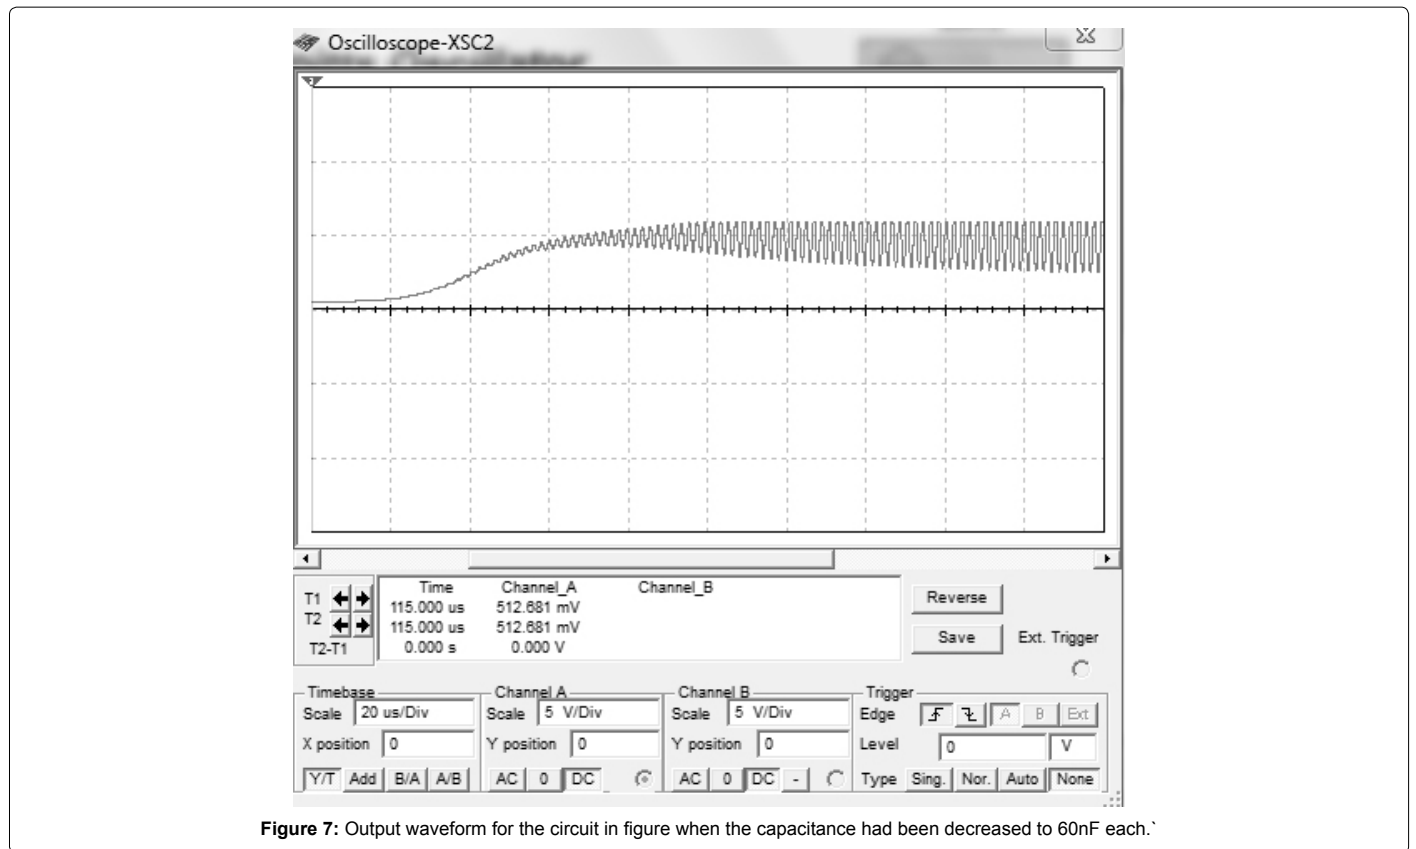 Oscilloscope-XSC2
Time Channel_A Channel_B
T1 115.000 us 512.681 mV
T2 115.000 us 512.681 mV
T2-T1 0.000 s 0.000 V
Reverse
Save Ext. Trigger
Timebase Channel A Channel B Trigger
Scale 20 us/Div Scale 5 V/Div Scale 5 V/Div Edge A B Ext
X position 0 Y position 0 Y position 0 Level 0 V
Y/T Add B/A A/B AC 0 DC AC 0 DC - Type Sing. Nor. Auto None
Figure 7: Output waveform for the circuit in figure when the capacitance had been decreased to 60nF each.`